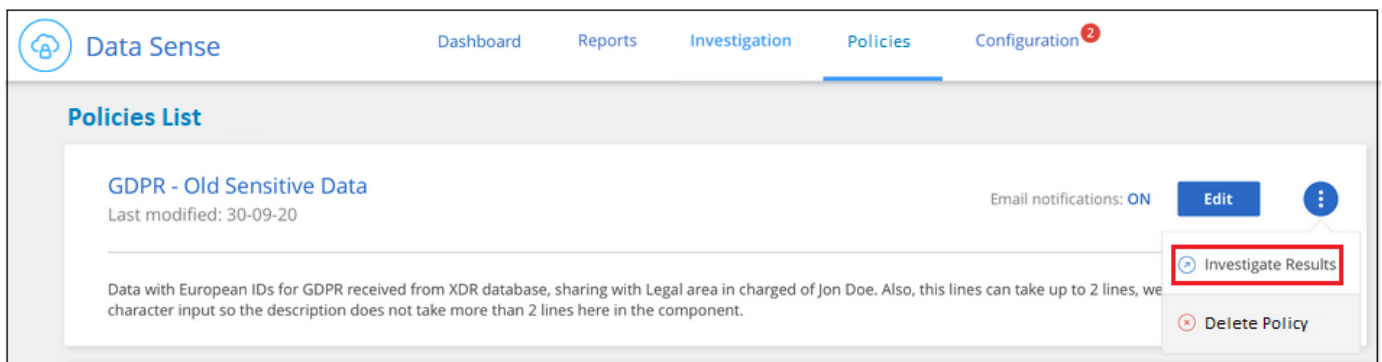 Data Sense Dashboard Reports Investigation Policies Configuration 2
Policies List
GDPR - Old Sensitive Data
Last modified: 30-09-20
Email notifications: ON Edit
Investigate Results
Data with European IDs for GDPR received from XDR database, sharing with Legal area in charged of Jon Doe. Also, this lines can take up to 2 lines, we
character input so the description does not take more than 2 lines here in the component.
Delete Policy